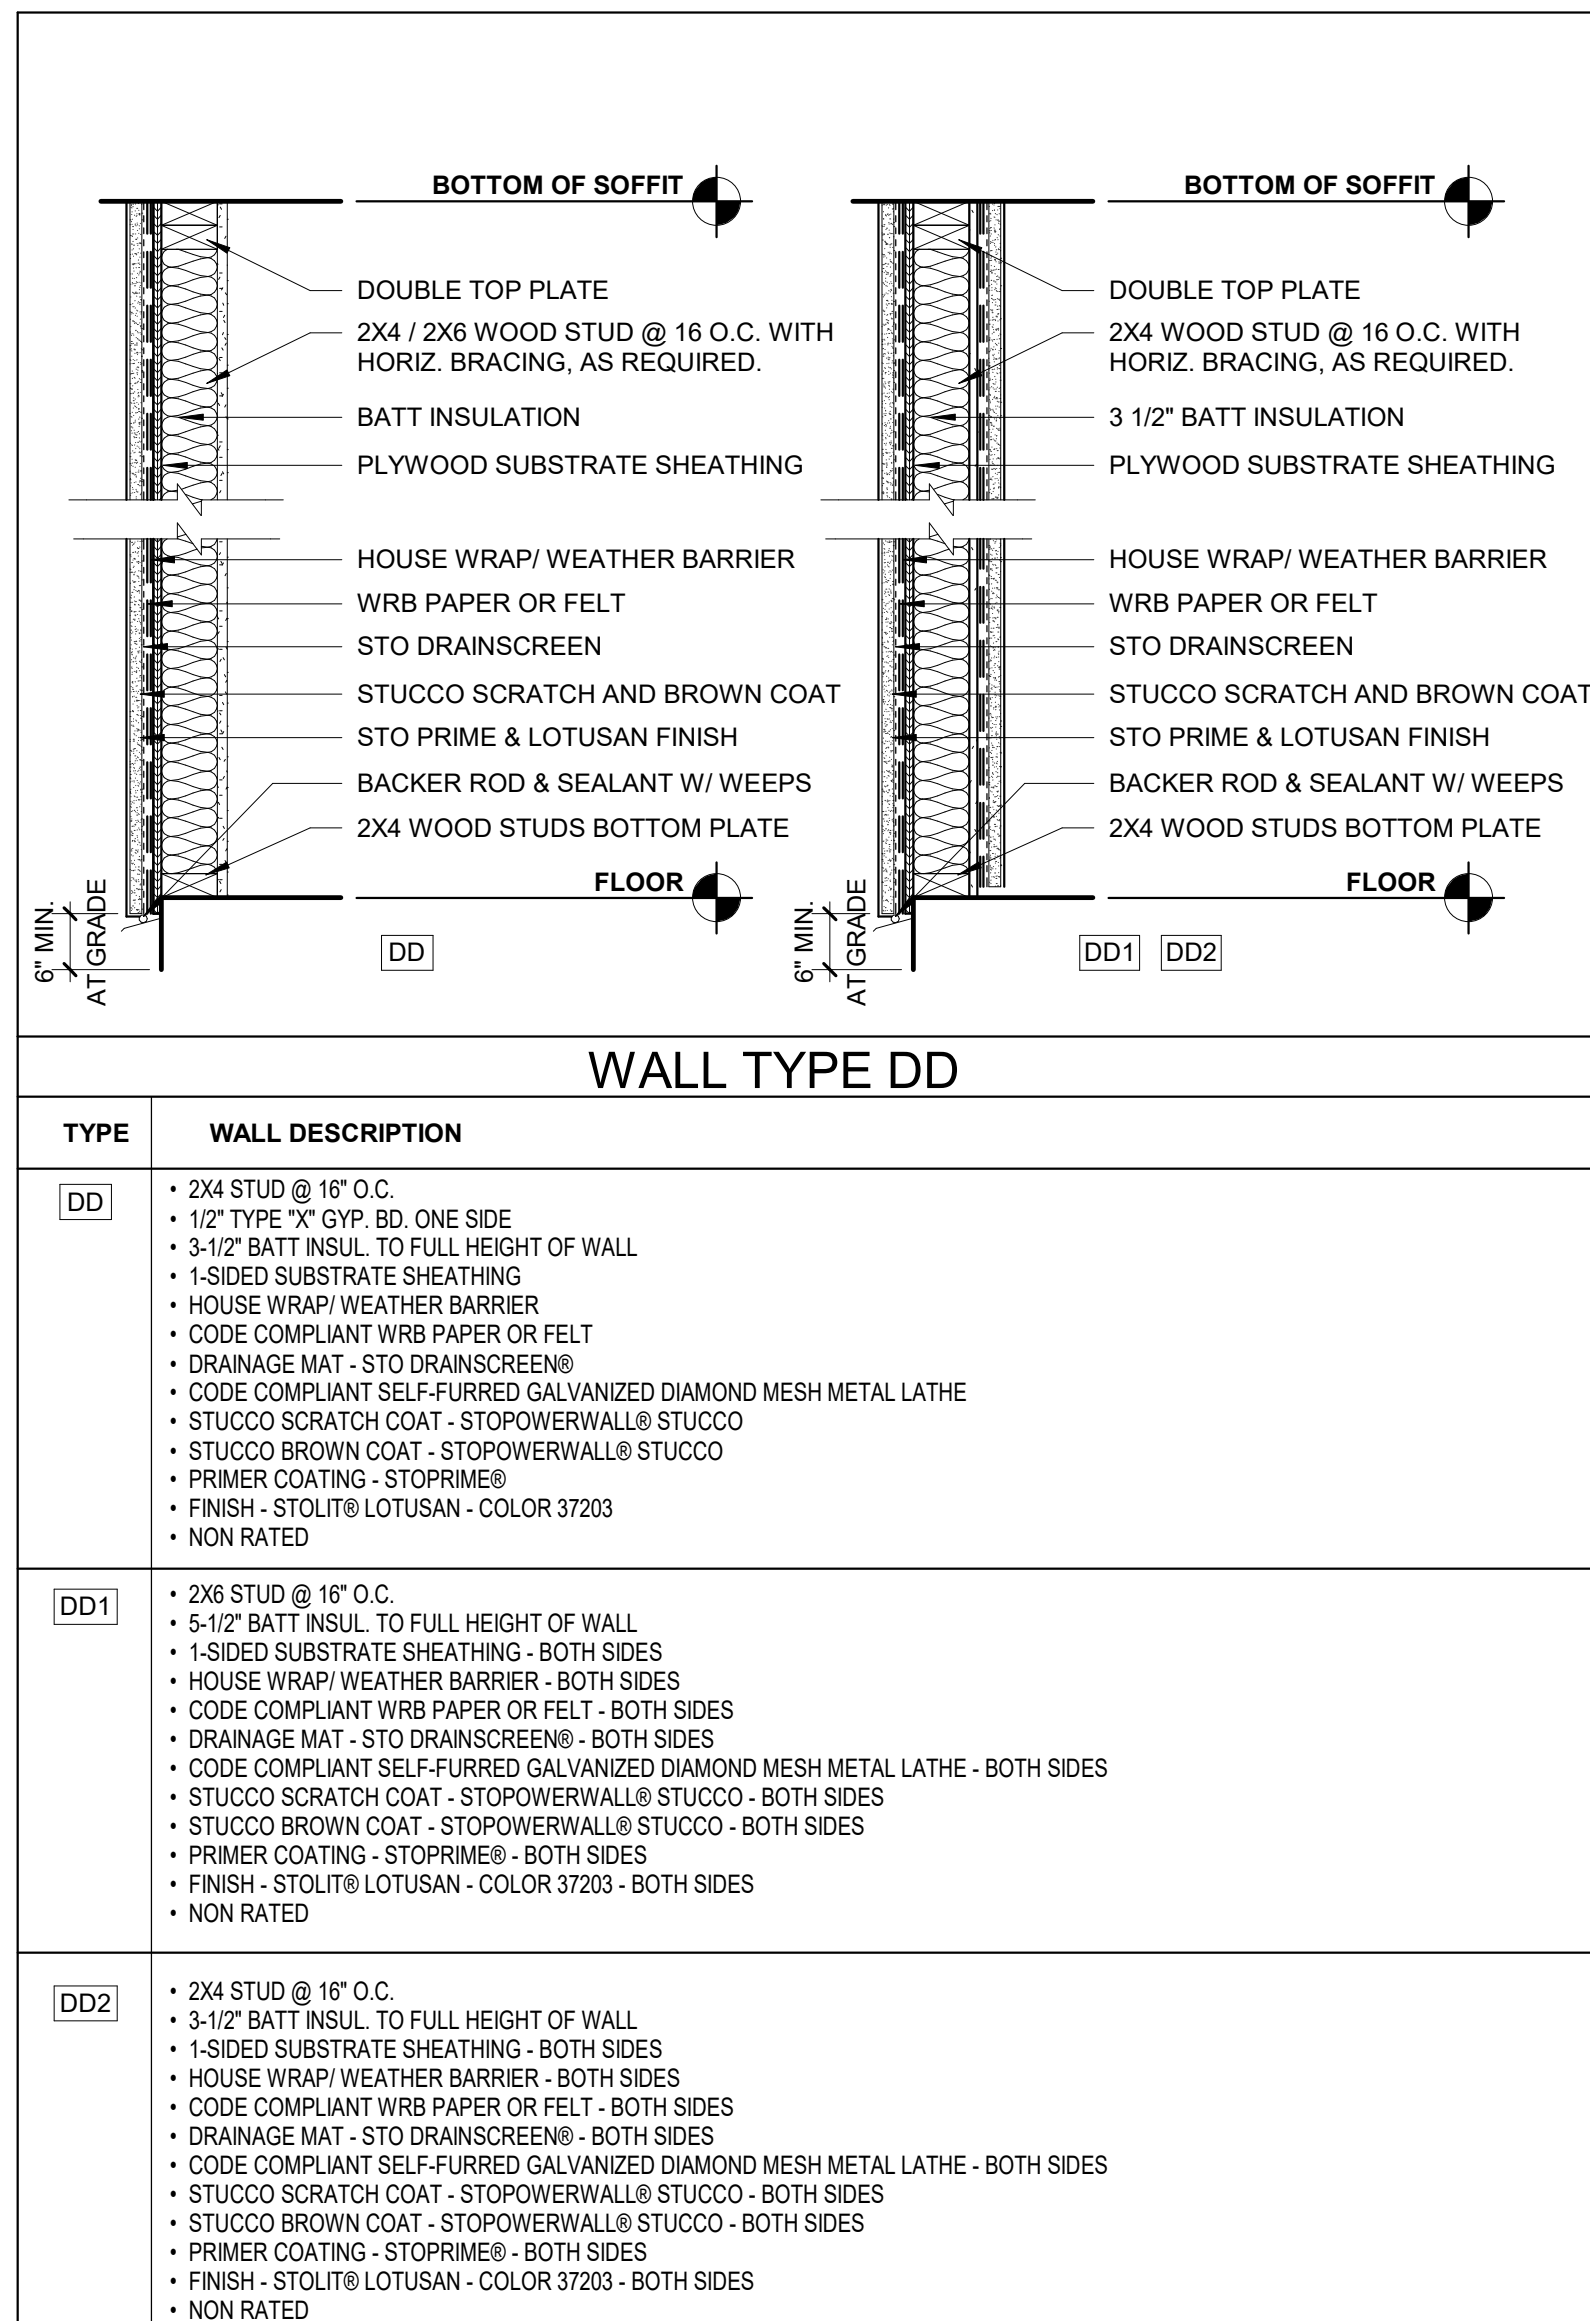 BOTTOM OF SOFFIT
DOUBLE TOP PLATE
2X4 / 2X6 WOOD STUD @ 16 O.C. WITH
HORIZ. BRACING, AS REQUIRED.
BATT INSULATION
PLYWOOD SUBSTRATE SHEATHING
HOUSE WRAP/ WEATHER BARRIER
WRB PAPER OR FELT
STO DRAINSCREEN
STUCCO SCRATCH AND BROWN COAT
STO PRIME & LOTUSAN FINISH
BACKER ROD & SEALANT W/ WEEPS
2X4 WOOD STUDS BOTTOM PLATE
FLOOR
6" MIN.
AT GRADE
DD
BOTTOM OF SOFFIT
DOUBLE TOP PLATE
2X4 WOOD STUD @ 16 O.C. WITH
HORIZ. BRACING, AS REQUIRED.
3 1/2" BATT INSULATION
PLYWOOD SUBSTRATE SHEATHING
HOUSE WRAP/ WEATHER BARRIER
WRB PAPER OR FELT
STO DRAINSCREEN
STUCCO SCRATCH AND BROWN COAT
STO PRIME & LOTUSAN FINISH
BACKER ROD & SEALANT W/ WEEPS
2X4 WOOD STUDS BOTTOM PLATE
FLOOR
6" MIN.
AT GRADE
DD1 DD2
WALL TYPE DD
TYPE WALL DESCRIPTION
DD
• 2X4 STUD @ 16" O.C.
• 1/2" TYPE "X" GYP. BD. ONE SIDE
• 3-1/2" BATT INSUL. TO FULL HEIGHT OF WALL
• 1-SIDED SUBSTRATE SHEATHING
• HOUSE WRAP/ WEATHER BARRIER
• CODE COMPLIANT WRB PAPER OR FELT
• DRAINAGE MAT - STO DRAINSCREEN®
• CODE COMPLIANT SELF-FURRED GALVANIZED DIAMOND MESH METAL LATHE
• STUCCO SCRATCH COAT - STOPOWERWALL® STUCCO
• STUCCO BROWN COAT - STOPOWERWALL® STUCCO
• PRIMER COATING - STOPRIME®
• FINISH - STOLIT® LOTUSAN - COLOR 37203
• NON RATED
DD1
• 2X6 STUD @ 16" O.C.
• 5-1/2" BATT INSUL. TO FULL HEIGHT OF WALL
• 1-SIDED SUBSTRATE SHEATHING - BOTH SIDES
• HOUSE WRAP/ WEATHER BARRIER - BOTH SIDES
• CODE COMPLIANT WRB PAPER OR FELT - BOTH SIDES
• DRAINAGE MAT - STO DRAINSCREEN® - BOTH SIDES
• CODE COMPLIANT SELF-FURRED GALVANIZED DIAMOND MESH METAL LATHE - BOTH SIDES
• STUCCO SCRATCH COAT - STOPOWERWALL® STUCCO - BOTH SIDES
• STUCCO BROWN COAT - STOPOWERWALL® STUCCO - BOTH SIDES
• PRIMER COATING - STOPRIME® - BOTH SIDES
• FINISH - STOLIT® LOTUSAN - COLOR 37203 - BOTH SIDES
• NON RATED
DD2
• 2X4 STUD @ 16" O.C.
• 3-1/2" BATT INSUL. TO FULL HEIGHT OF WALL
• 1-SIDED SUBSTRATE SHEATHING - BOTH SIDES
• HOUSE WRAP/ WEATHER BARRIER - BOTH SIDES
• CODE COMPLIANT WRB PAPER OR FELT - BOTH SIDES
• DRAINAGE MAT - STO DRAINSCREEN® - BOTH SIDES
• CODE COMPLIANT SELF-FURRED GALVANIZED DIAMOND MESH METAL LATHE - BOTH SIDES
• STUCCO SCRATCH COAT - STOPOWERWALL® STUCCO - BOTH SIDES
• STUCCO BROWN COAT - STOPOWERWALL® STUCCO - BOTH SIDES
• PRIMER COATING - STOPRIME® - BOTH SIDES
• FINISH - STOLIT® LOTUSAN - COLOR 37203 - BOTH SIDES
• NON RATED